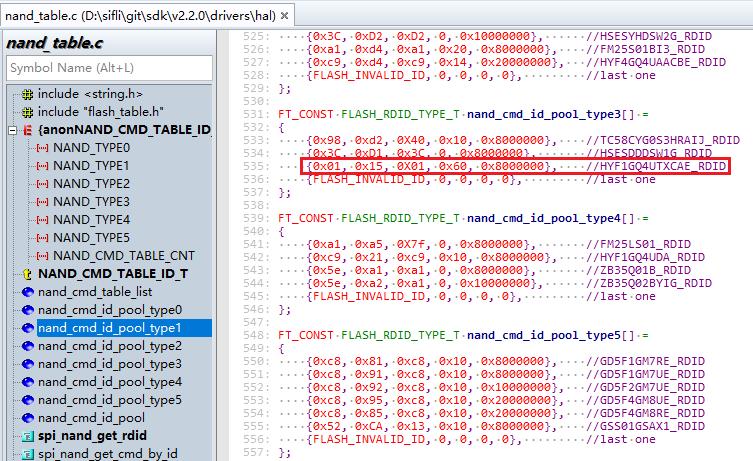 nand_table.c (D:\sifli\git\sdk\v2.2.0\drivers\hal)
nand_table.c
Symbol Name (Alt+L)
include <string.h>
include "flash_table.h"
{anonNAND_CMD_TABLE_ID_
NAND_TYPE0
NAND_TYPE1
NAND_TYPE2
NAND_TYPE3
NAND_TYPE4
NAND_TYPE5
NAND_CMD_TABLE_CNT
NAND_CMD_TABLE_ID_T
nand_cmd_table_list
nand_cmd_id_pool_type0
nand_cmd_id_pool_type1
nand_cmd_id_pool_type2
nand_cmd_id_pool_type3
nand_cmd_id_pool_type4
nand_cmd_id_pool_type5
nand_cmd_id_pool
spi_nand_get_rdid
spi_nand_get_cmd_by_id
525: {0x3C, 0xD2, 0xD2, 0, 0x10000000}, //HSESYHDSW2G_RDID
526: {0xa1, 0xd4, 0xa1, 0x20, 0x8000000}, //FM25S01BI3_RDID
527: {0xc9, 0xd4, 0xc9, 0x14, 0x20000000}, //HYF4GQ4UAACBE_RDID
528: {FLASH_INVALID_ID, 0, 0, 0, 0}, //last one
529: };
530:
531: FT_CONST FLASH_RDID_TYPE_T nand_cmd_id_pool_type3[] =
532: {
533: {0x98, 0xd2, 0X40, 0x10, 0x8000000}, //TC58CYG0S3HRAIJ_RDID
534: {0x3C, 0xD1, 0x3C, 0, 0x8000000}, //HSESDDDSW1G_RDID
535: {0x01, 0x15, 0X01, 0x60, 0x8000000}, //HYF1GQ4UTXCAE_RDID
536: {FLASH_INVALID_ID, 0, 0, 0, 0}, //last one
537: };
538:
539: FT_CONST FLASH_RDID_TYPE_T nand_cmd_id_pool_type4[] =
540: {
541: {0xa1, 0xa5, 0X7f, 0, 0x8000000}, //FM25LS01_RDID
542: {0xc9, 0x21, 0xc9, 0x10, 0x8000000}, //HYF1GQ4UDA_RDID
543: {0x5e, 0xa1, 0xa1, 0, 0x8000000}, //ZB35Q01B_RDID
544: {0x5e, 0xa2, 0xa1, 0, 0x10000000}, //ZB35Q02BYIG_RDID
545: {FLASH_INVALID_ID, 0, 0, 0, 0}, //last one
546: };
547:
548: FT_CONST FLASH_RDID_TYPE_T nand_cmd_id_pool_type5[] =
549: {
550: {0xc8, 0x81, 0xc8, 0x10, 0x8000000}, //GD5F1GM7RE_RDID
551: {0xc8, 0x91, 0xc8, 0x10, 0x8000000}, //GD5F1GM7UE_RDID
552: {0xc8, 0x92, 0xc8, 0x10, 0x10000000}, //GD5F2GM7UE_RDID
553: {0xc8, 0x95, 0xc8, 0x10, 0x20000000}, //GD5F4GM8UE_RDID
554: {0xc8, 0x85, 0xc8, 0x10, 0x20000000}, //GD5F4GM8RE_RDID
555: {0x52, 0xCA, 0x13, 0x10, 0x8000000}, //GSS01GSAX1_RDID
556: {FLASH_INVALID_ID, 0, 0, 0, 0}, //last one
557: };